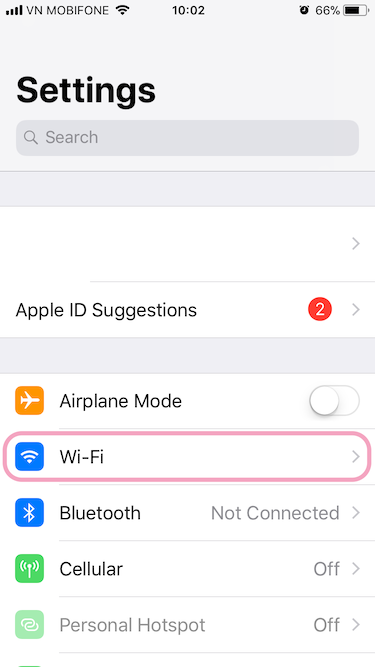 VN MOBIFONE 10:02 66%
Settings
Search
Apple ID Suggestions 2
Airplane Mode
Wi-Fi
Bluetooth Not Connected
Cellular Off
Personal Hotspot Off